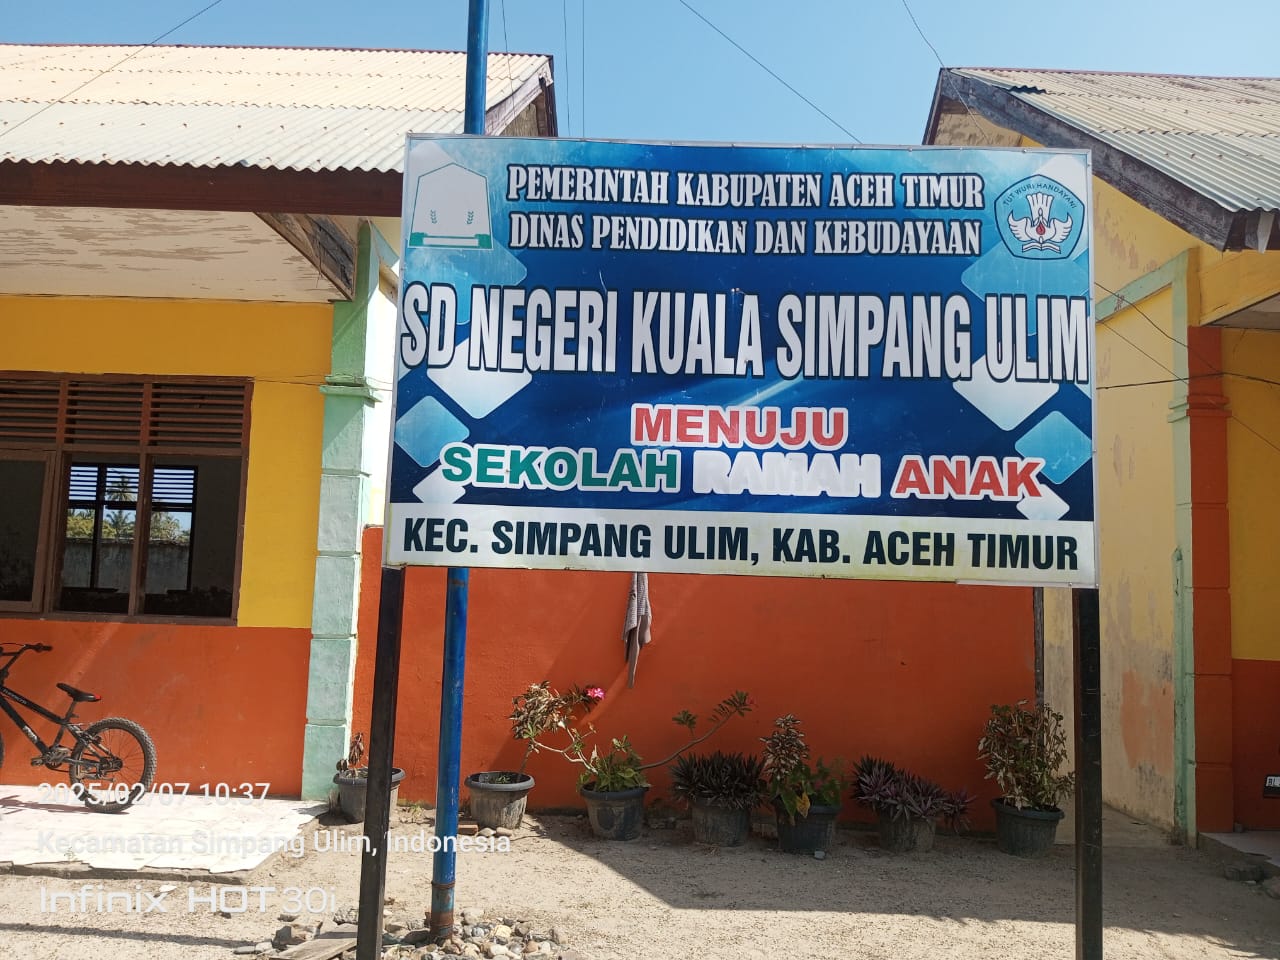 PEMERINTAH KABUPATEN ACEH TIMUR
DINAS PENDIDIKAN DAN KEBUDAYAAN
TUT WURI HANDAYANI
SD NEGERI KUALA SIMPANG ULIM
MENUJU
SEKOLAH RAMAH ANAK
KEC. SIMPANG ULIM, KAB. ACEH TIMUR
2025/02/07 10:37
Kecamatan Simpang Ulim, Indonesia
Infinix HOT 30i